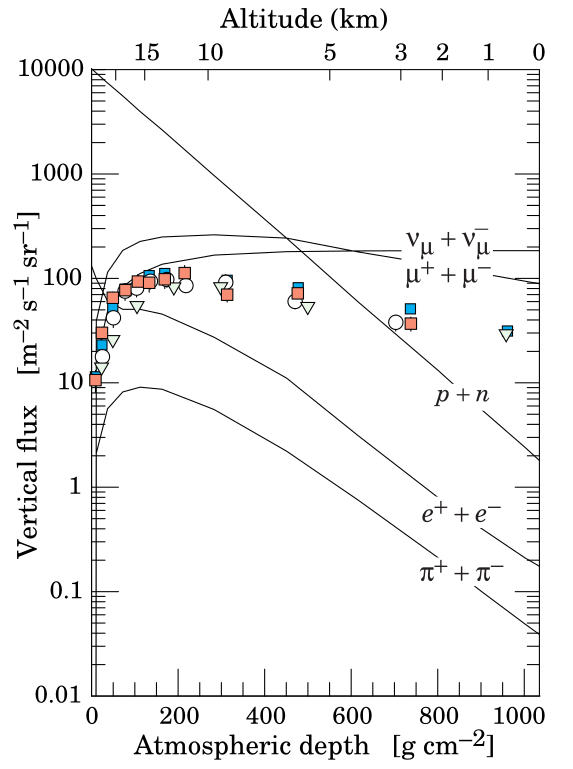 Altitude (km)
15 10 5 3 2 1 0
10000
1000
100
10
1
0.1
0.01
Vertical flux [m⁻² s⁻¹ sr⁻¹]
νμ + ν̅μ
μ⁺ + μ⁻
p + n
e⁺ + e⁻
π⁺ + π⁻
0 200 400 600 800 1000
Atmospheric depth [g cm⁻²]